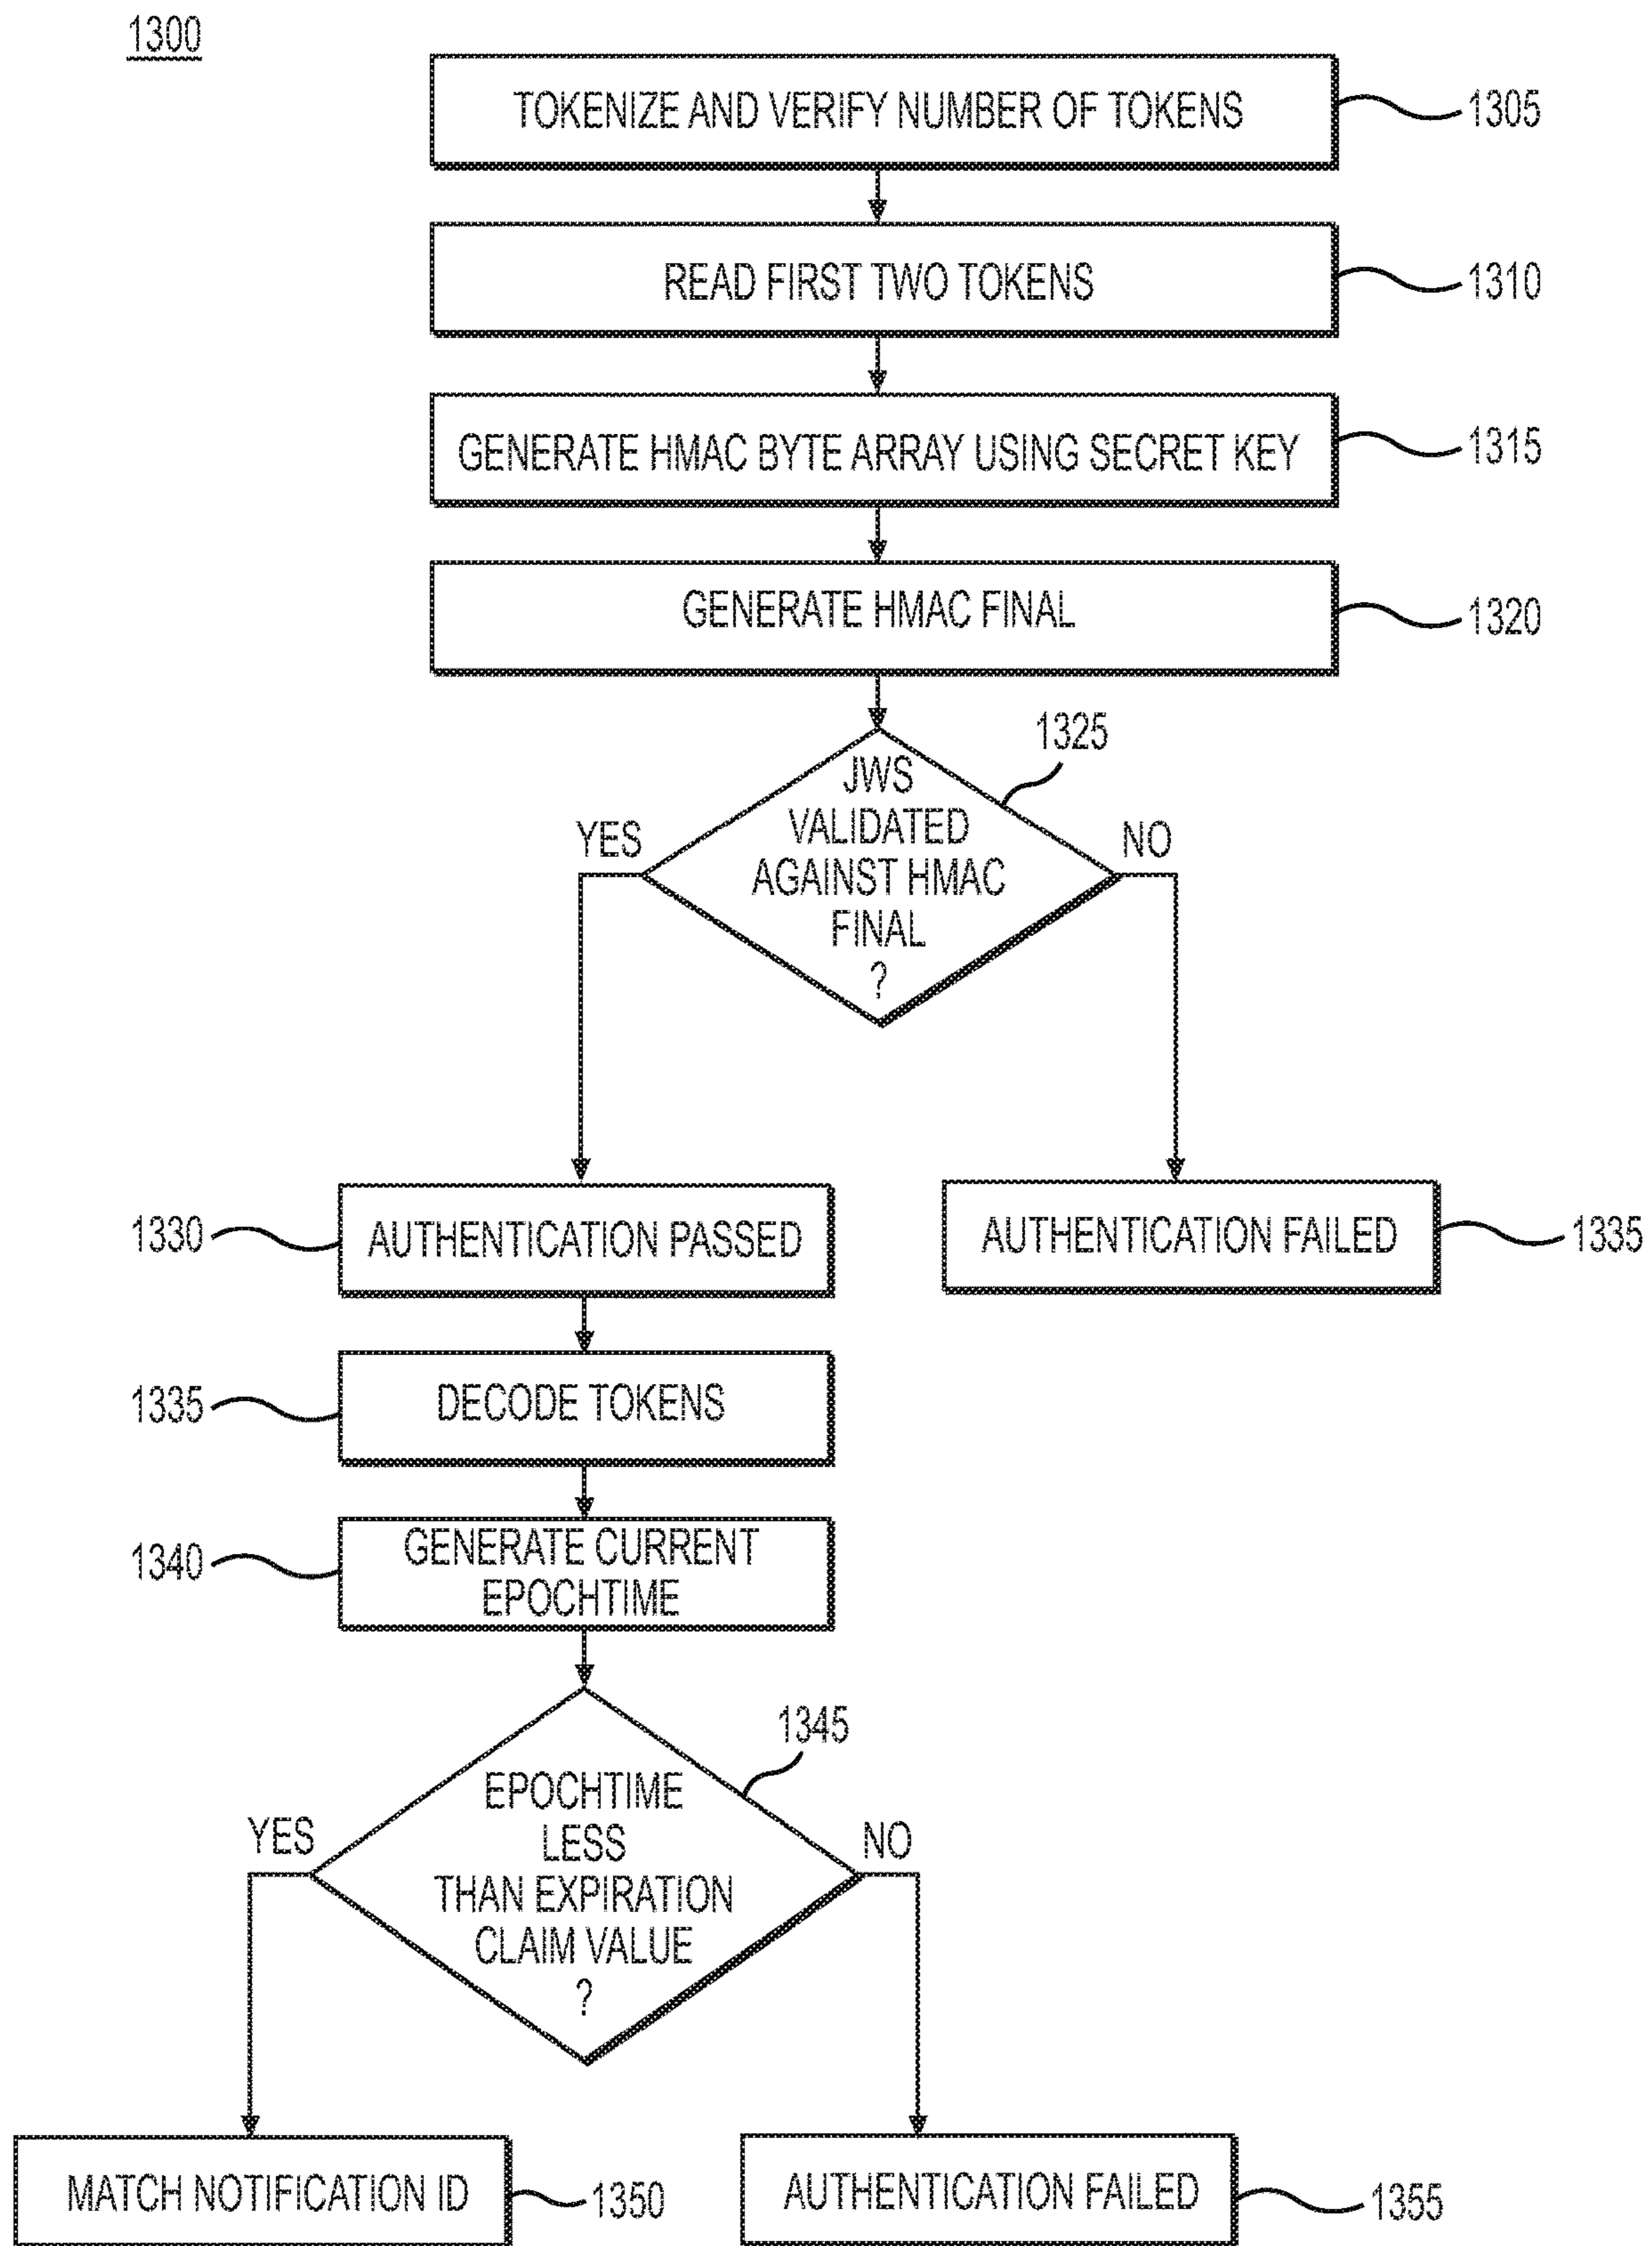 1300
TOKENIZE AND VERIFY NUMBER OF TOKENS
1305
READ FIRST TWO TOKENS
1310
GENERATE HMAC BYTE ARRAY USING SECRET KEY
1315
GENERATE HMAC FINAL
1320
1325
JWS
VALIDATED
AGAINST HMAC
FINAL
?
YES
NO
1330
AUTHENTICATION PASSED
AUTHENTICATION FAILED
1335
1335
DECODE TOKENS
1340
GENERATE CURRENT
EPOCHTIME
1345
EPOCHTIME
LESS
THAN EXPIRATION
CLAIM VALUE
?
YES
NO
MATCH NOTIFICATION ID
1350
AUTHENTICATION FAILED
1355